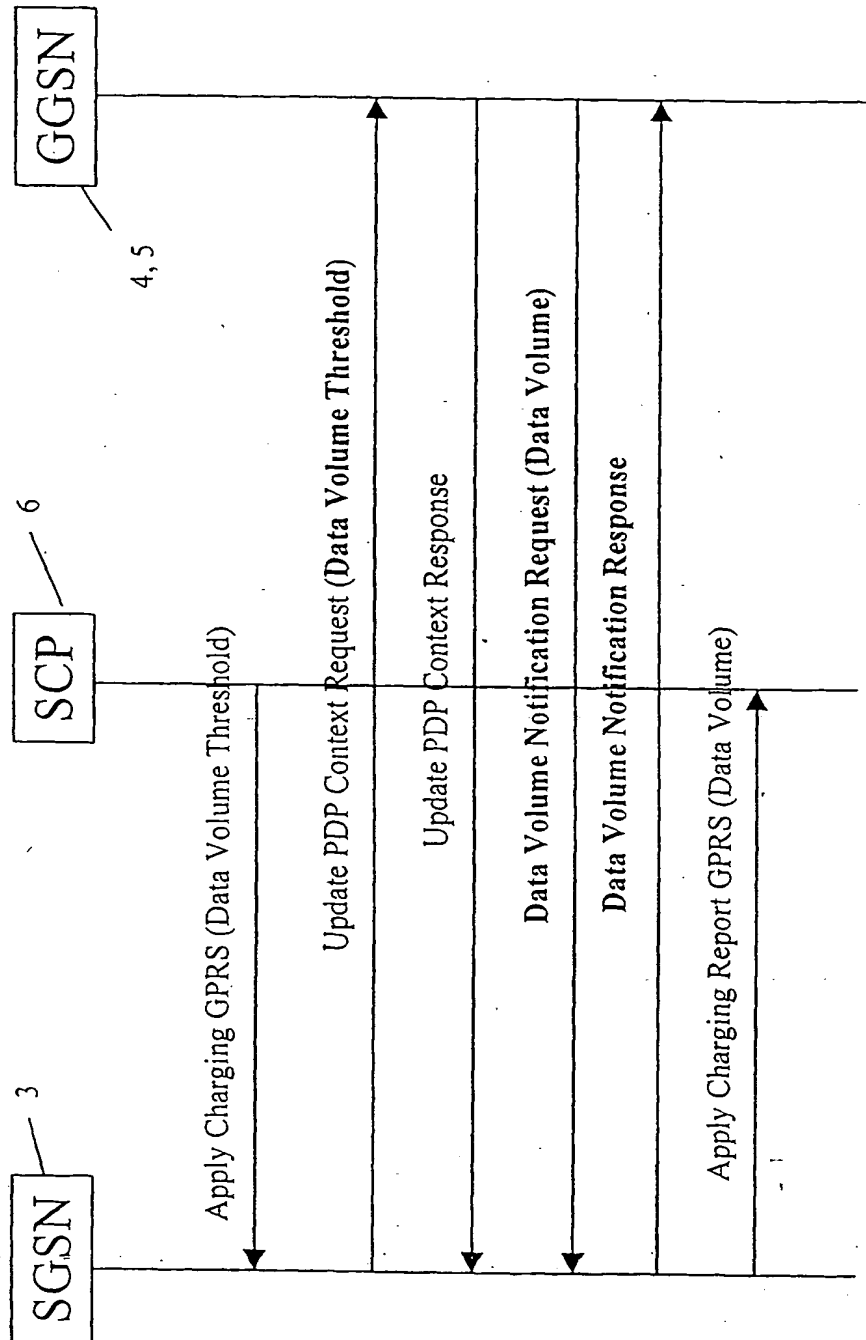 SGSN
3
SCP
6
GGSN
4, 5
Apply Charging GPRS (Data Volume Threshold)
Update PDP Context Request (Data Volume Threshold)
Update PDP Context Response
Data Volume Notification Request (Data Volume)
Data Volume Notification Response
Apply Charging Report GPRS (Data Volume)